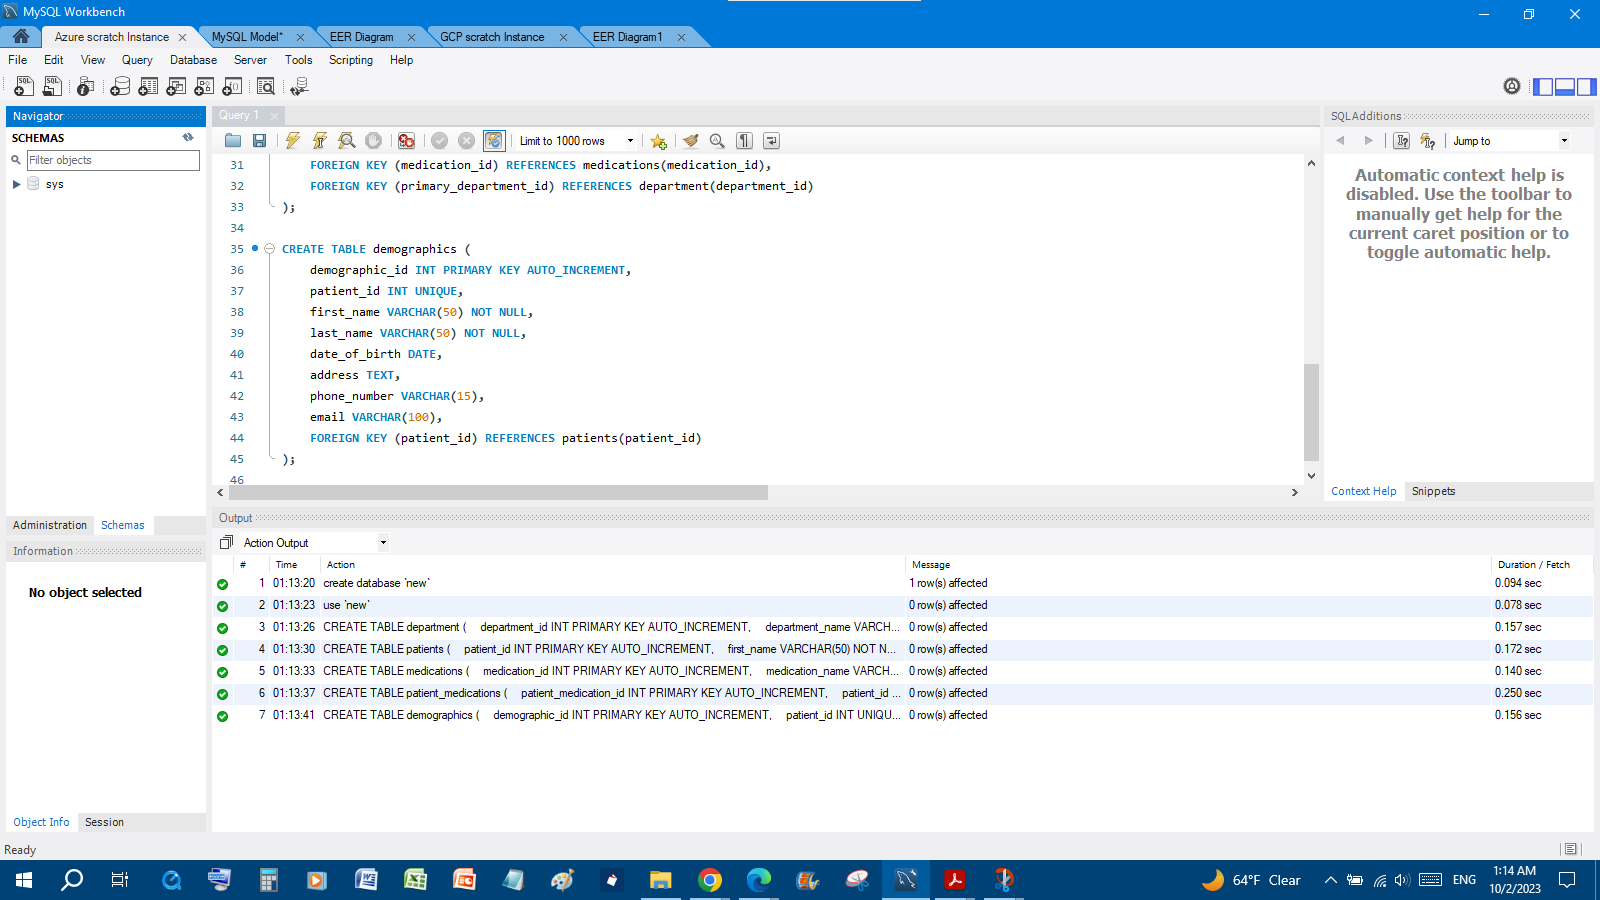 MySQL Workbench
Azure scratch Instance
MySQL Model*
EER Diagram
GCP scratch Instance
EER Diagram1
File Edit View Query Database Server Tools Scripting Help
Navigator
SCHEMAS
Filter objects
sys
Administration Schemas
Information
No object selected
Object Info Session
Query 1
Limit to 1000 rows
31 FOREIGN KEY (medication_id) REFERENCES medications(medication_id),
32 FOREIGN KEY (primary_department_id) REFERENCES department(department_id)
33 );
34
35 CREATE TABLE demographics (
36 demographic_id INT PRIMARY KEY AUTO_INCREMENT,
37 patient_id INT UNIQUE,
38 first_name VARCHAR(50) NOT NULL,
39 last_name VARCHAR(50) NOT NULL,
40 date_of_birth DATE,
41 address TEXT,
42 phone_number VARCHAR(15),
43 email VARCHAR(100),
44 FOREIGN KEY (patient_id) REFERENCES patients(patient_id)
45 );
46
SQLAdditions
Jump to
Automatic context help is
disabled. Use the toolbar to
manually get help for the
current caret position or to
toggle automatic help.
Context Help Snippets
Output
Action Output
# Time Action Message Duration / Fetch
1 01:13:20 create database `new` 1 row(s) affected 0.094 sec
2 01:13:23 use `new` 0 row(s) affected 0.078 sec
3 01:13:26 CREATE TABLE department ( department_id INT PRIMARY KEY AUTO_INCREMENT, department_name VARCH... 0 row(s) affected 0.157 sec
4 01:13:30 CREATE TABLE patients ( patient_id INT PRIMARY KEY AUTO_INCREMENT, first_name VARCHAR(50) NOT N... 0 row(s) affected 0.172 sec
5 01:13:33 CREATE TABLE medications ( medication_id INT PRIMARY KEY AUTO_INCREMENT, medication_name VARCH... 0 row(s) affected 0.140 sec
6 01:13:37 CREATE TABLE patient_medications ( patient_medication_id INT PRIMARY KEY AUTO_INCREMENT, patient_id ... 0 row(s) affected 0.250 sec
7 01:13:41 CREATE TABLE demographics ( demographic_id INT PRIMARY KEY AUTO_INCREMENT, patient_id INT UNIQU... 0 row(s) affected 0.156 sec
Ready
64°F Clear
ENG
1:14 AM
10/2/2023